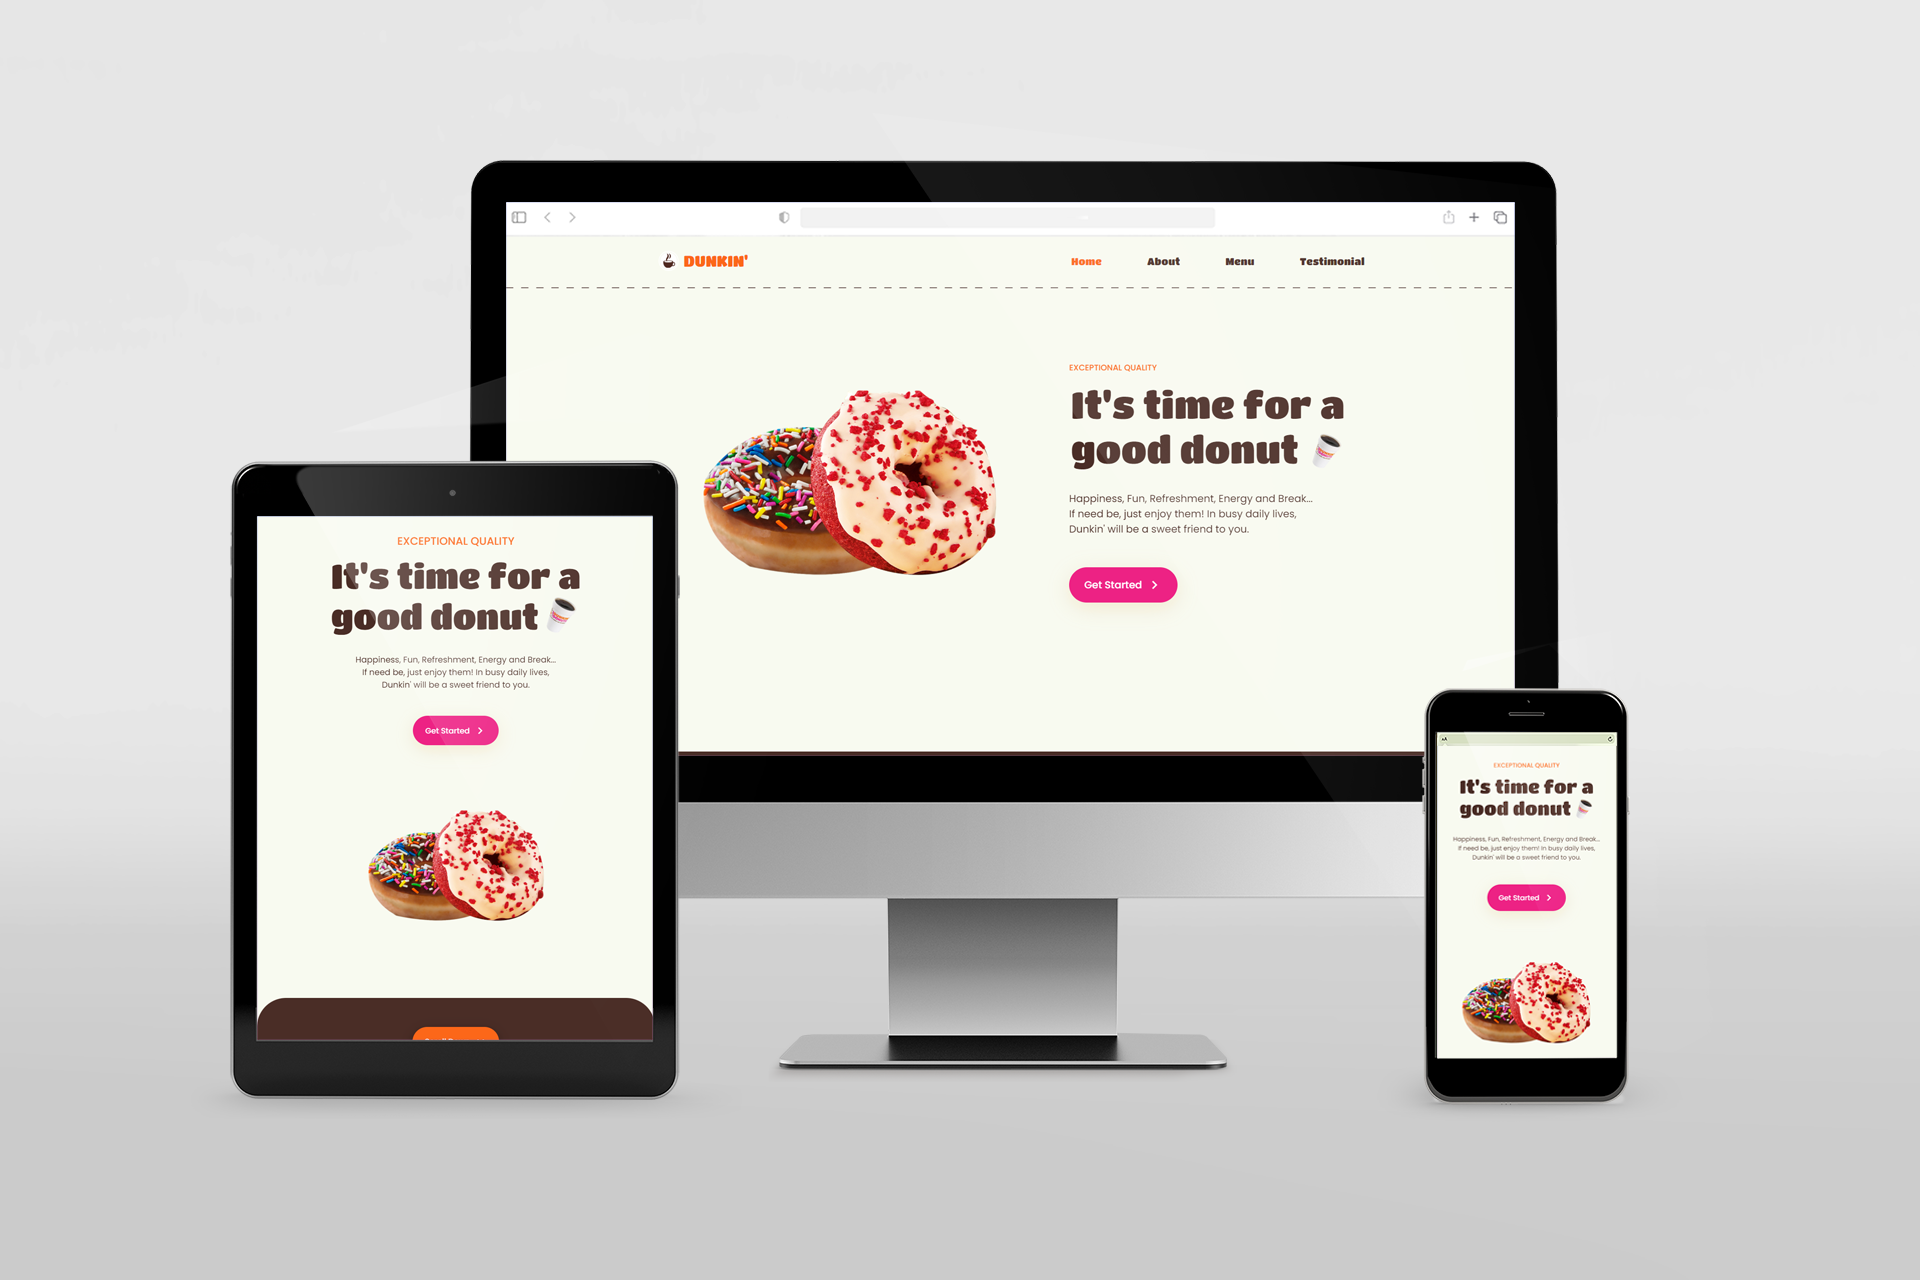 DUNKIN'
Home About Menu Testimonial
EXCEPTIONAL QUALITY
It's time for a
good donut
Happiness, Fun, Refreshment, Energy and Break...
If need be, just enjoy them! In busy daily lives,
Dunkin' will be a sweet friend to you.
Get Started
EXCEPTIONAL QUALITY
It's time for a
good donut
Happiness, Fun, Refreshment, Energy and Break...
If need be, just enjoy them! In busy daily lives,
Dunkin' will be a sweet friend to you.
Get Started
AA
EXCEPTIONAL QUALITY
It's time for a
good donut
Happiness, Fun, Refreshment, Energy and Break...
If need be, just enjoy them! In busy daily lives,
Dunkin' will be a sweet friend to you.
Get Started